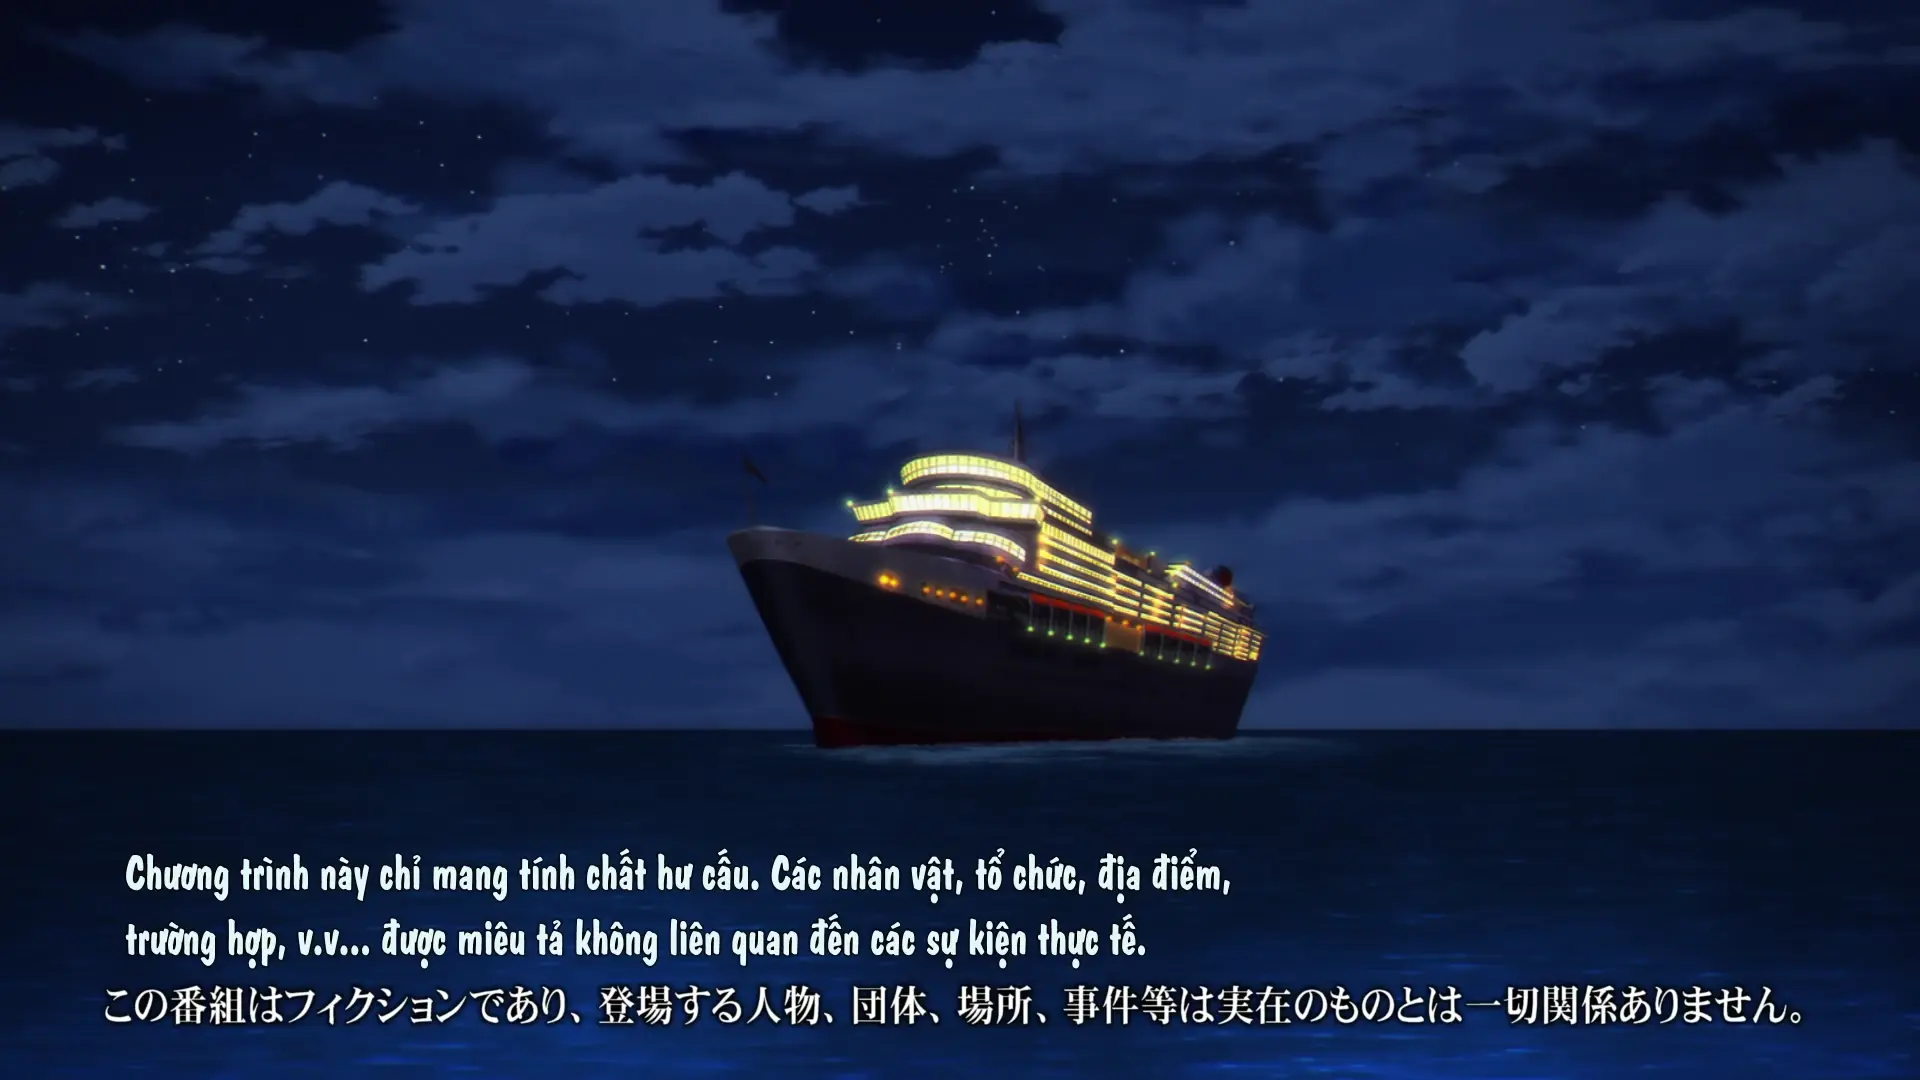 Chương trình này chỉ mang tính chất hư cấu. Các nhân vật, tổ chức, địa điểm,
trường hợp, v.v... được miêu tả không liên quan đến các sự kiện thực tế.
この番組はフィクションであり、登場する人物、団体、場所、事件等は実在のものとは一切関係ありません。